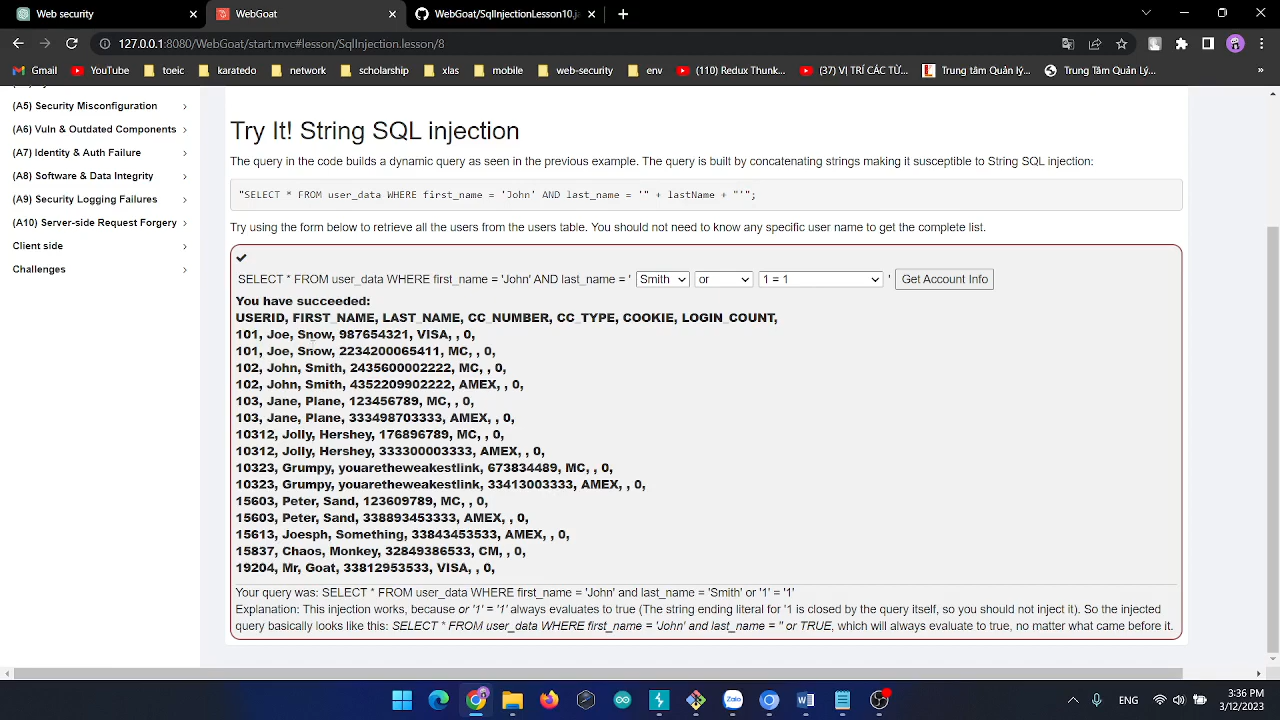 Web security
WebGoat
WebGoat/SqlInjectionLesson10.j
127.0.0.1:8080/WebGoat/start.mvc#lesson/SqlInjection.lesson/8
Gmail
YouTube
toeic
karatedo
network
scholarship
xlas
mobile
web-security
env
(110) Redux Thunk...
(37) VỊ TRÍ CÁC TỪ...
Trung tâm Quản lý...
Trung Tâm Quản Lý...
»
(A5) Security Misconfiguration
(A6) Vuln & Outdated Components
(A7) Identity & Auth Failure
(A8) Software & Data Integrity
(A9) Security Logging Failures
(A10) Server-side Request Forgery
Client side
Challenges
Try It! String SQL injection
The query in the code builds a dynamic query as seen in the previous example. The query is built by concatenating strings making it susceptible to String SQL injection:
"SELECT * FROM user_data WHERE first_name = 'John' AND last_name = '" + lastName + "'";
Try using the form below to retrieve all the users from the users table. You should not need to know any specific user name to get the complete list.
SELECT * FROM user_data WHERE first_name = 'John' AND last_name = ' Smith or 1 = 1 ' Get Account Info
You have succeeded:
USERID, FIRST_NAME, LAST_NAME, CC_NUMBER, CC_TYPE, COOKIE, LOGIN_COUNT,
101, Joe, Snow, 987654321, VISA, , 0,
101, Joe, Snow, 2234200065411, MC, , 0,
102, John, Smith, 2435600002222, MC, , 0,
102, John, Smith, 4352209902222, AMEX, , 0,
103, Jane, Plane, 123456789, MC, , 0,
103, Jane, Plane, 333498703333, AMEX, , 0,
10312, Jolly, Hershey, 176896789, MC, , 0,
10312, Jolly, Hershey, 333300003333, AMEX, , 0,
10323, Grumpy, youaretheweakestlink, 673834489, MC, , 0,
10323, Grumpy, youaretheweakestlink, 33413003333, AMEX, , 0,
15603, Peter, Sand, 123609789, MC, , 0,
15603, Peter, Sand, 338893453333, AMEX, , 0,
15613, Joesph, Something, 33843453533, AMEX, , 0,
15837, Chaos, Monkey, 32849386533, CM, , 0,
19204, Mr, Goat, 33812953533, VISA, , 0,
Your query was: SELECT * FROM user_data WHERE first_name = 'John' and last_name = 'Smith' or '1' = '1'
Explanation: This injection works, because or '1' = '1' always evaluates to true (The string ending literal for '1 is closed by the query itself, so you should not inject it). So the injected
query basically looks like this: SELECT * FROM user_data WHERE first_name = 'John' and last_name = '' or TRUE, which will always evaluate to true, no matter what came before it.
Zalo
ENG
3:36 PM
3/12/2023